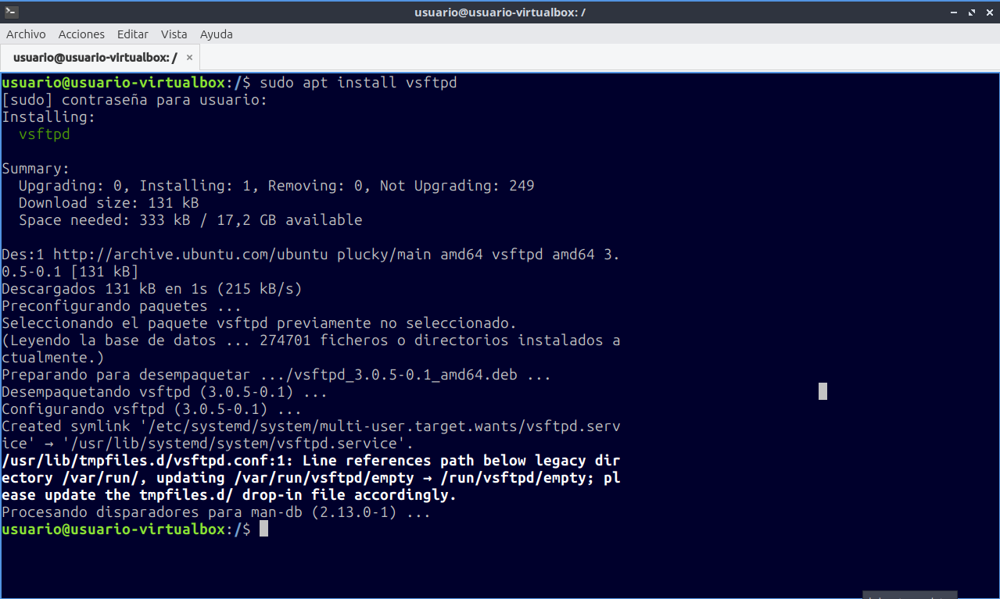 usuario@usuario-virtualbox: /
Archivo Acciones Editar Vista Ayuda
usuario@usuario-virtualbox: / ×
usuario@usuario-virtualbox:/$ sudo apt install vsftpd
[sudo] contraseña para usuario:
Installing:
  vsftpd

Summary:
  Upgrading: 0, Installing: 1, Removing: 0, Not Upgrading: 249
  Download size: 131 kB
  Space needed: 333 kB / 17,2 GB available

Des:1 http://archive.ubuntu.com/ubuntu plucky/main amd64 vsftpd amd64 3.
0.5-0.1 [131 kB]
Descargados 131 kB en 1s (215 kB/s)
Preconfigurando paquetes ...
Seleccionando el paquete vsftpd previamente no seleccionado.
(Leyendo la base de datos ... 274701 ficheros o directorios instalados a
ctualmente.)
Preparando para desempaquetar .../vsftpd_3.0.5-0.1_amd64.deb ...
Desempaquetando vsftpd (3.0.5-0.1) ...
Configurando vsftpd (3.0.5-0.1) ...
Created symlink '/etc/systemd/system/multi-user.target.wants/vsftpd.serv
ice' → '/usr/lib/systemd/system/vsftpd.service'.
/usr/lib/tmpfiles.d/vsftpd.conf:1: Line references path below legacy dir
ectory /var/run/, updating /var/run/vsftpd/empty → /run/vsftpd/empty; pl
ease update the tmpfiles.d/ drop-in file accordingly.
Procesando disparadores para man-db (2.13.0-1) ...
usuario@usuario-virtualbox:/$